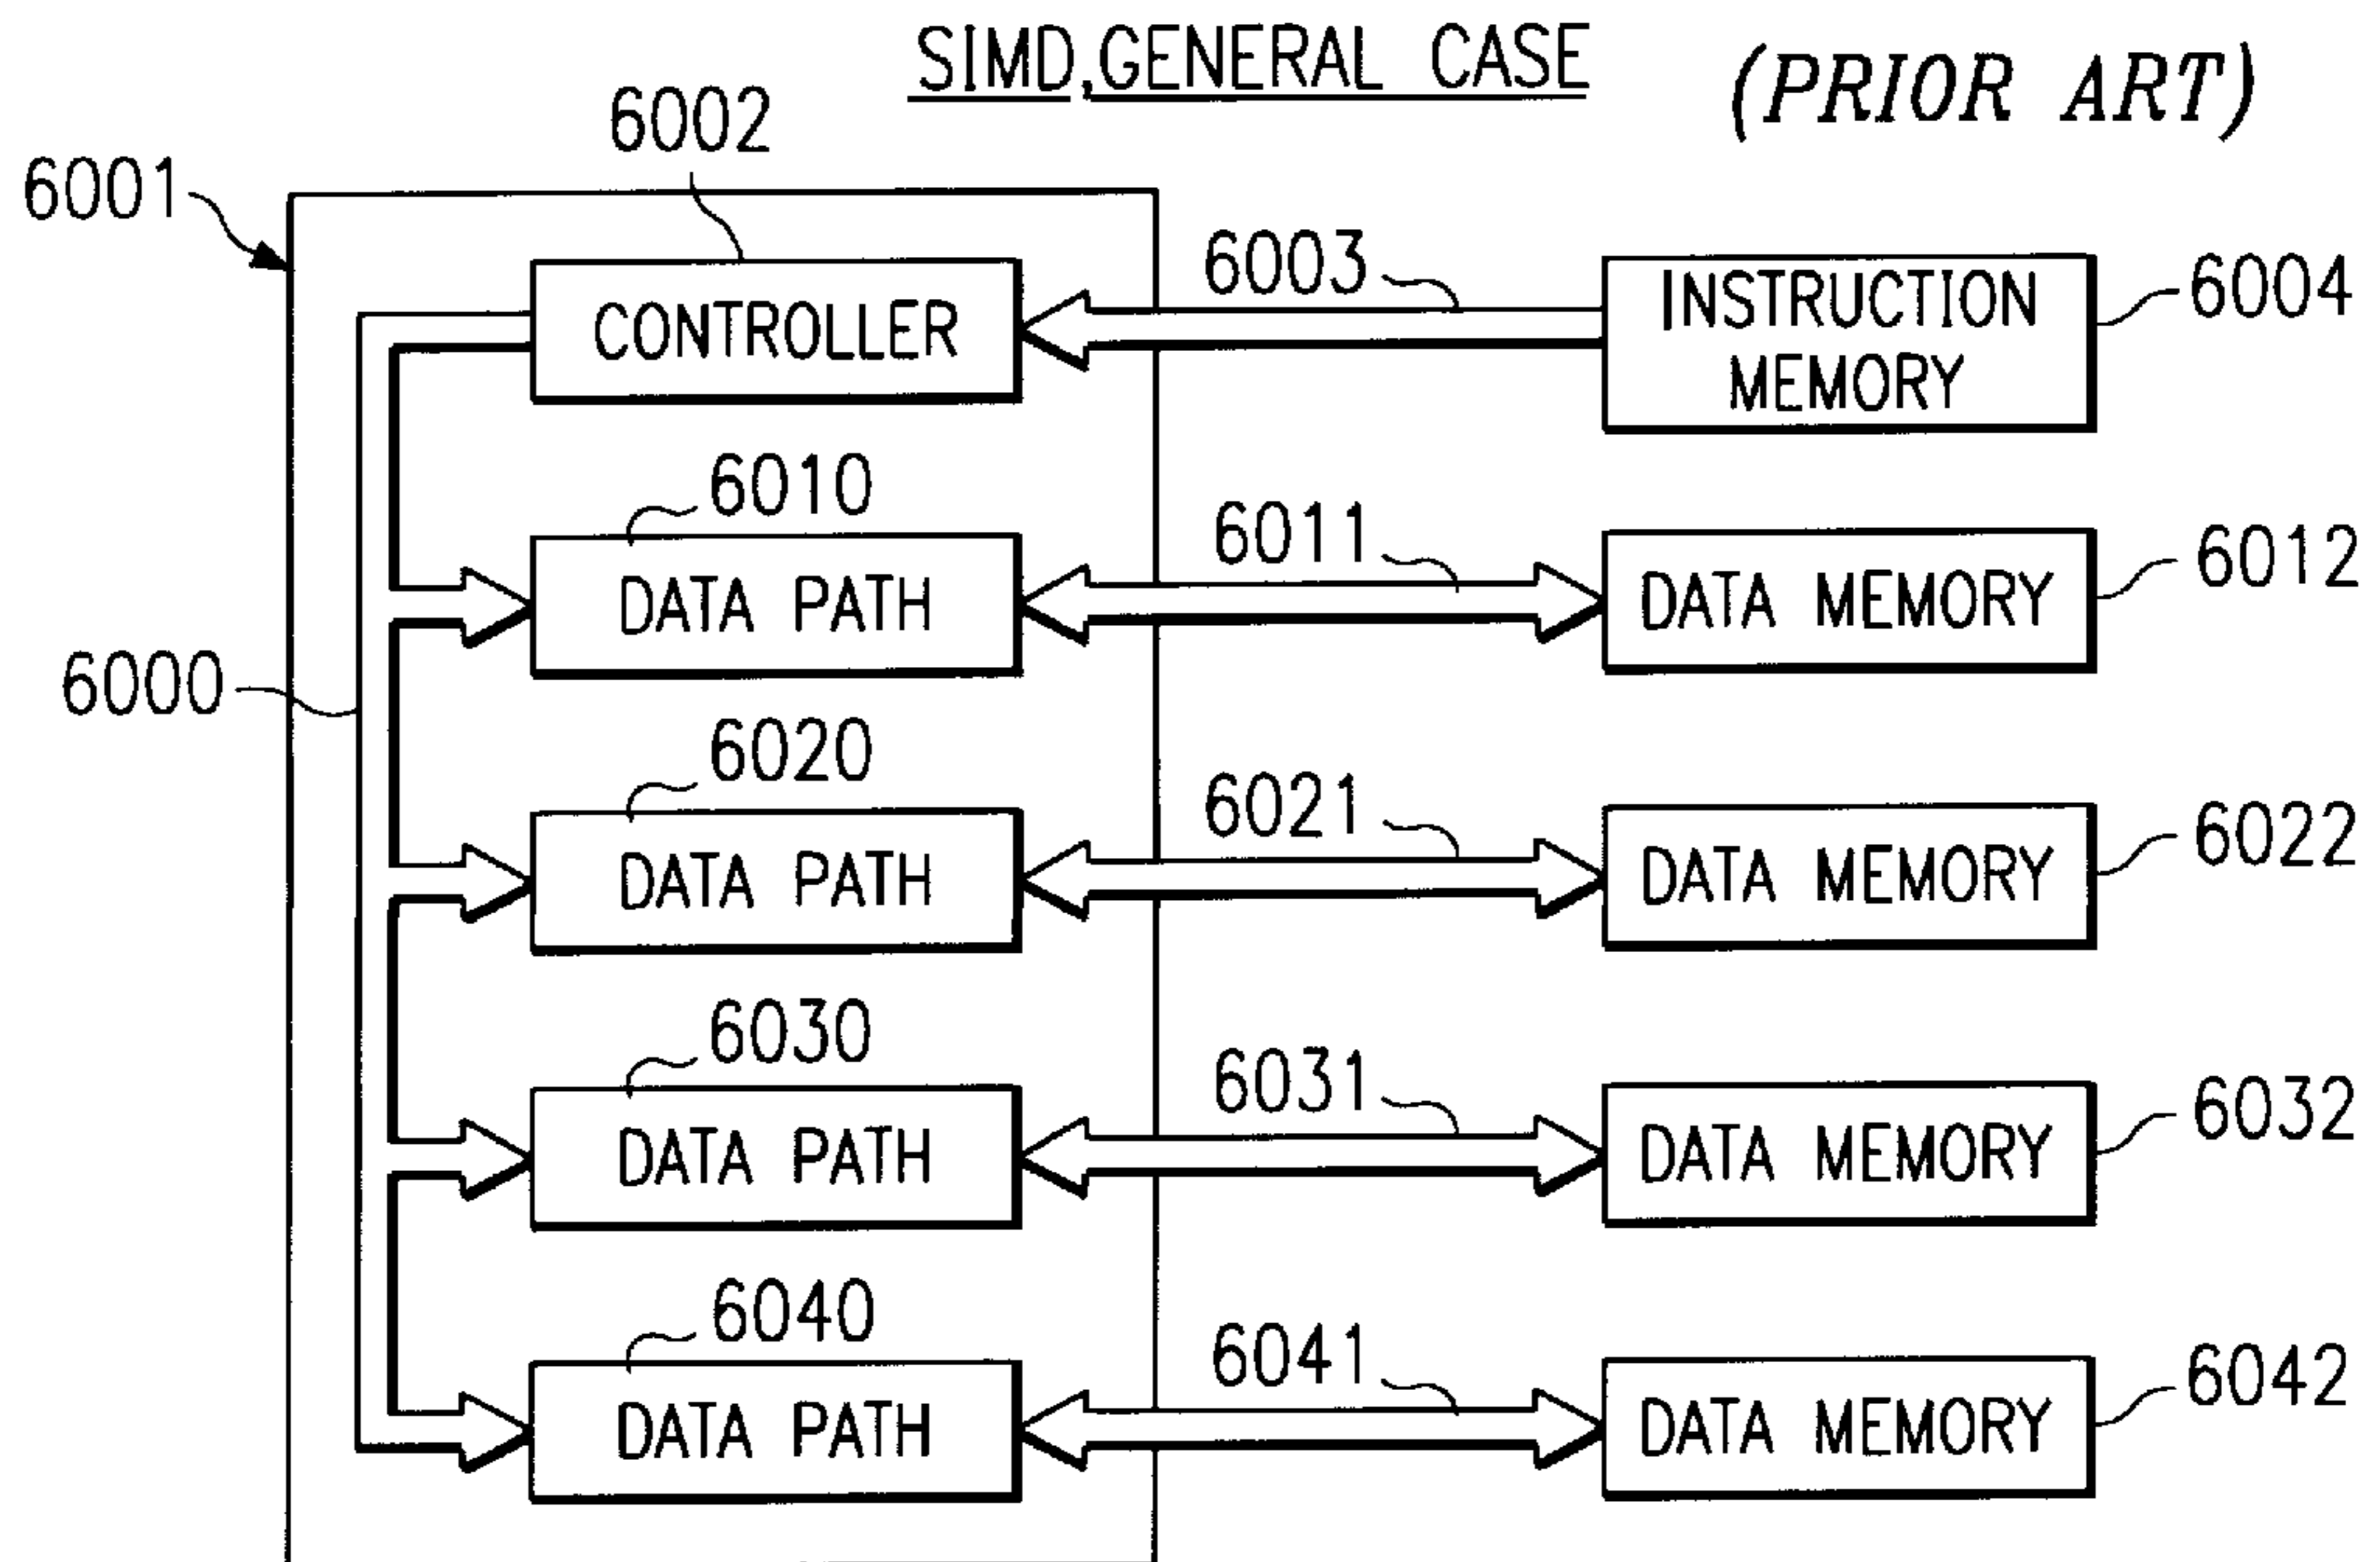 SIMD,GENERAL CASE
(PRIOR ART)
6002
6001
6003
CONTROLLER
INSTRUCTION
MEMORY
6004
6010
6011
DATA PATH
DATA MEMORY
6012
6000
6020
6021
DATA PATH
DATA MEMORY
6022
6030
6031
DATA PATH
DATA MEMORY
6032
6040
6041
DATA PATH
DATA MEMORY
6042